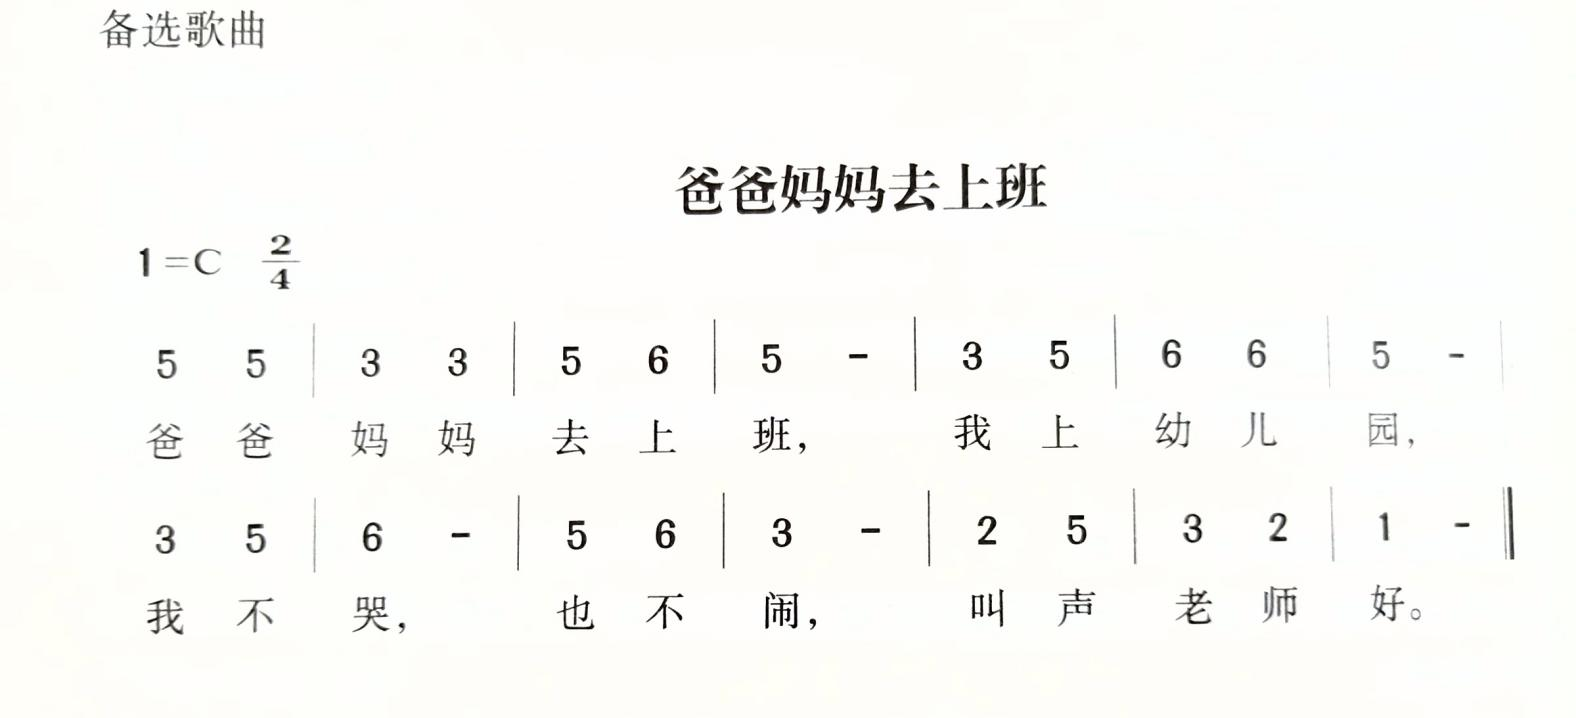 备选歌曲
爸爸妈妈去上班
1=C 2/4
5 5 | 3 3 | 5 6 | 5 - | 3 5 | 6 6 | 5 - |
爸 爸 妈 妈 去 上 班， 我 上 幼 儿 园，
3 5 | 6 - | 5 6 | 3 - | 2 5 | 3 2 | 1 - ‖
我 不 哭， 也 不 闹， 叫 声 老 师 好。